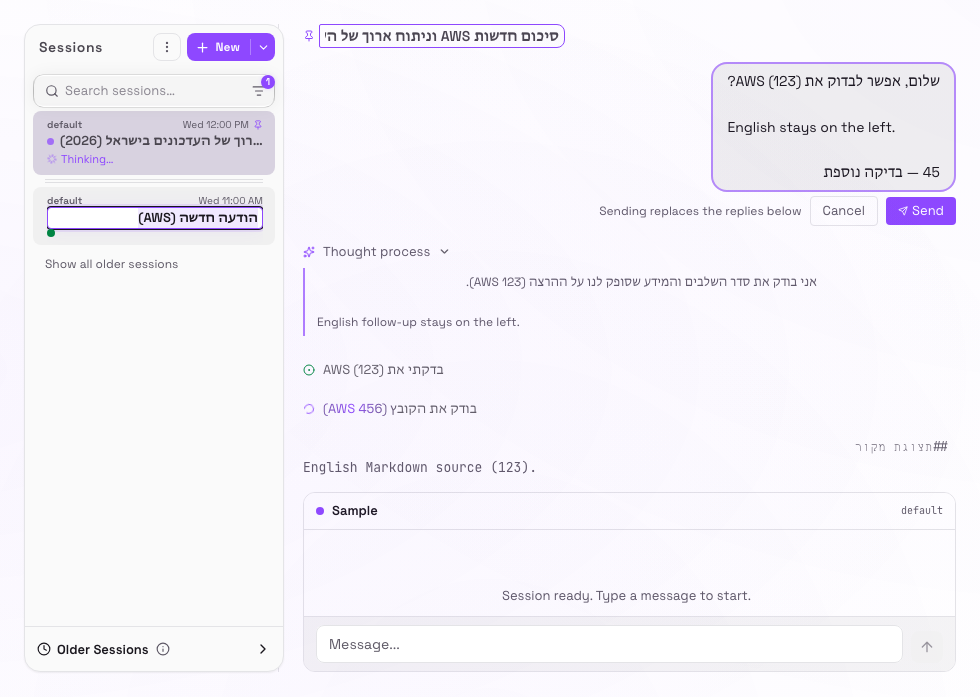 Sessions
New
Search sessions...
1
default
Wed 12:00 PM
...רוך של העדכונים בישראל (2026)
Thinking...
default
Wed 11:00 AM
הודעה חדשה (AWS)
Show all older sessions
Older Sessions
סיכום חדשות AWS וניתוח ארוך של הי
שלום, אפשר לבדוק את AWS (123)?
English stays on the left.
45 — בדיקה נוספת
Sending replaces the replies below
Cancel
Send
Thought process
אני בודק את סדר השלבים והמידע שסופק לנו על ההרצה (AWS 123).
English follow-up stays on the left.
בדקתי את AWS (123)
בודק את הקובץ (AWS 456)
##תצוגת מקור
English Markdown source (123).
Sample
default
Session ready. Type a message to start.
Message...